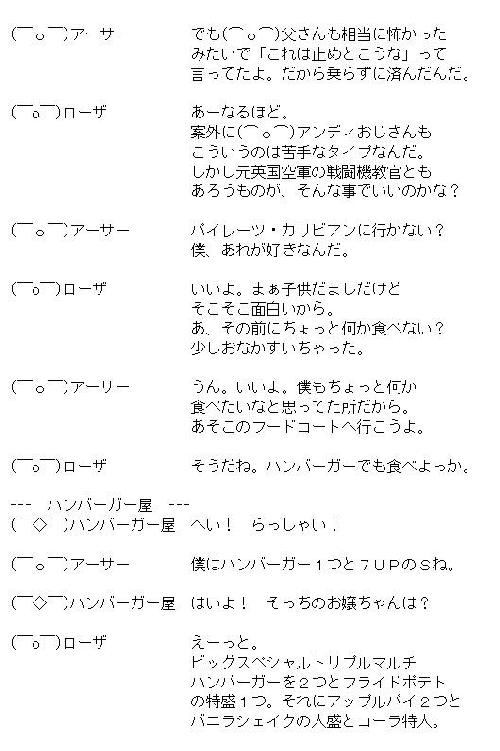 (￣ο￣)アーサー　でも(￣ο￣)父さんも相当に怖かった
みたいで「これは止めとこうな」って
言ってたよ。だから乗らずに済んだんだ。
(￣o￣)ローザ　あーなるほど。
案外に(￣ο￣)アンディおじさんも
こういうのは苦手なタイプなんだ。
しかし元英国空軍の戦闘機教官とも
あろうものが、そんな事でいいのかな？
(￣ο￣)アーサー　パイレーツ・カリビアンに行かない？
僕、あれが好きなんだ。
(￣o￣)ローザ　いいよ。まぁ子供だましだけど
そこそこ面白いから。
あ、その前にちょっと何か食べない？
少しおなかすいちゃった。
(￣ο￣)アーリー　うん。いいよ。僕もちょっと何か
食べたいなと思ってた所だから。
あそこのフードコートへ行こうよ。
(￣o￣)ローザ　そうだね。ハンバーガーでも食べよっか。
---　ハンバーガー屋　---
(　◇　)ハンバーガー屋　へい！　らっしゃい！
(￣ο￣)アーサー　僕にハンバーガー１つと７ＵＰのＳね。
(￣◇￣)ハンバーガー屋　はいよ！　そっちのお嬢ちゃんは？
(￣o￣)ローザ　えーっと。
ビッグスペシャルトリプルマルチ
ハンバーガーを２つとフライドポテト
の特盛１つ。それにアップルパイ２つと
バニラシェイクの大盛とコーラ特大。